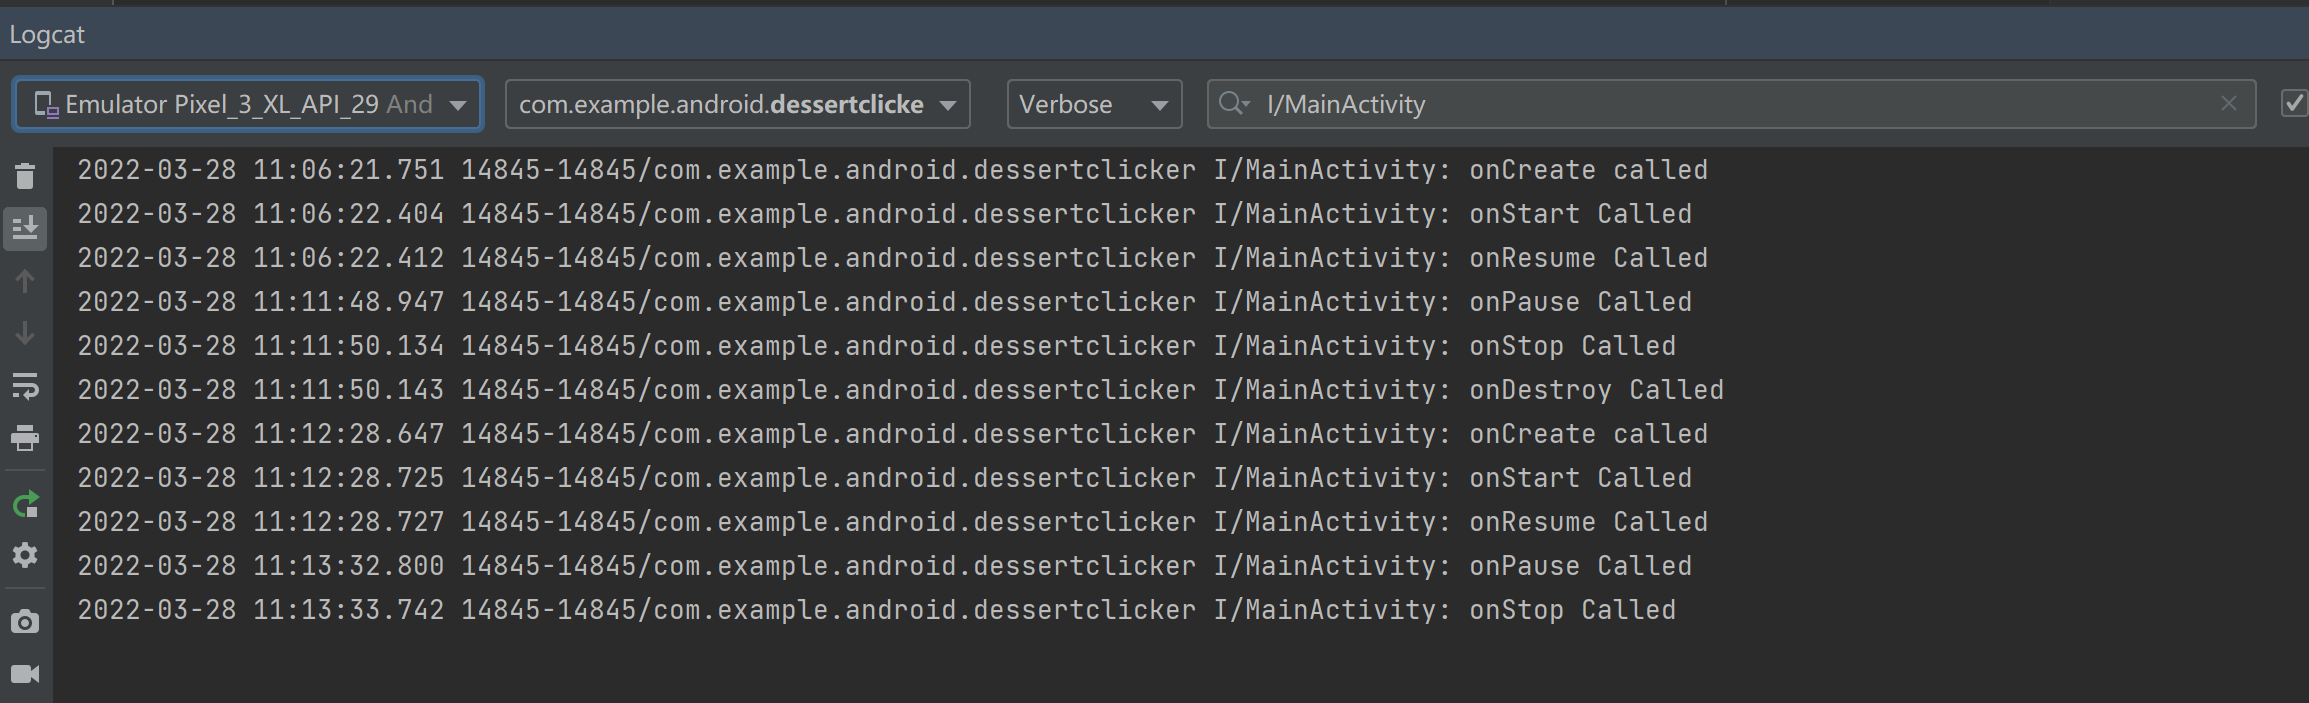 Logcat
Emulator Pixel_3_XL_API_29 And com.example.android.dessertclicke Verbose I/MainActivity
2022-03-28 11:06:21.751 14845-14845/com.example.android.dessertclicker I/MainActivity: onCreate called
2022-03-28 11:06:22.404 14845-14845/com.example.android.dessertclicker I/MainActivity: onStart Called
2022-03-28 11:06:22.412 14845-14845/com.example.android.dessertclicker I/MainActivity: onResume Called
2022-03-28 11:11:48.947 14845-14845/com.example.android.dessertclicker I/MainActivity: onPause Called
2022-03-28 11:11:50.134 14845-14845/com.example.android.dessertclicker I/MainActivity: onStop Called
2022-03-28 11:11:50.143 14845-14845/com.example.android.dessertclicker I/MainActivity: onDestroy Called
2022-03-28 11:12:28.647 14845-14845/com.example.android.dessertclicker I/MainActivity: onCreate called
2022-03-28 11:12:28.725 14845-14845/com.example.android.dessertclicker I/MainActivity: onStart Called
2022-03-28 11:12:28.727 14845-14845/com.example.android.dessertclicker I/MainActivity: onResume Called
2022-03-28 11:13:32.800 14845-14845/com.example.android.dessertclicker I/MainActivity: onPause Called
2022-03-28 11:13:33.742 14845-14845/com.example.android.dessertclicker I/MainActivity: onStop Called